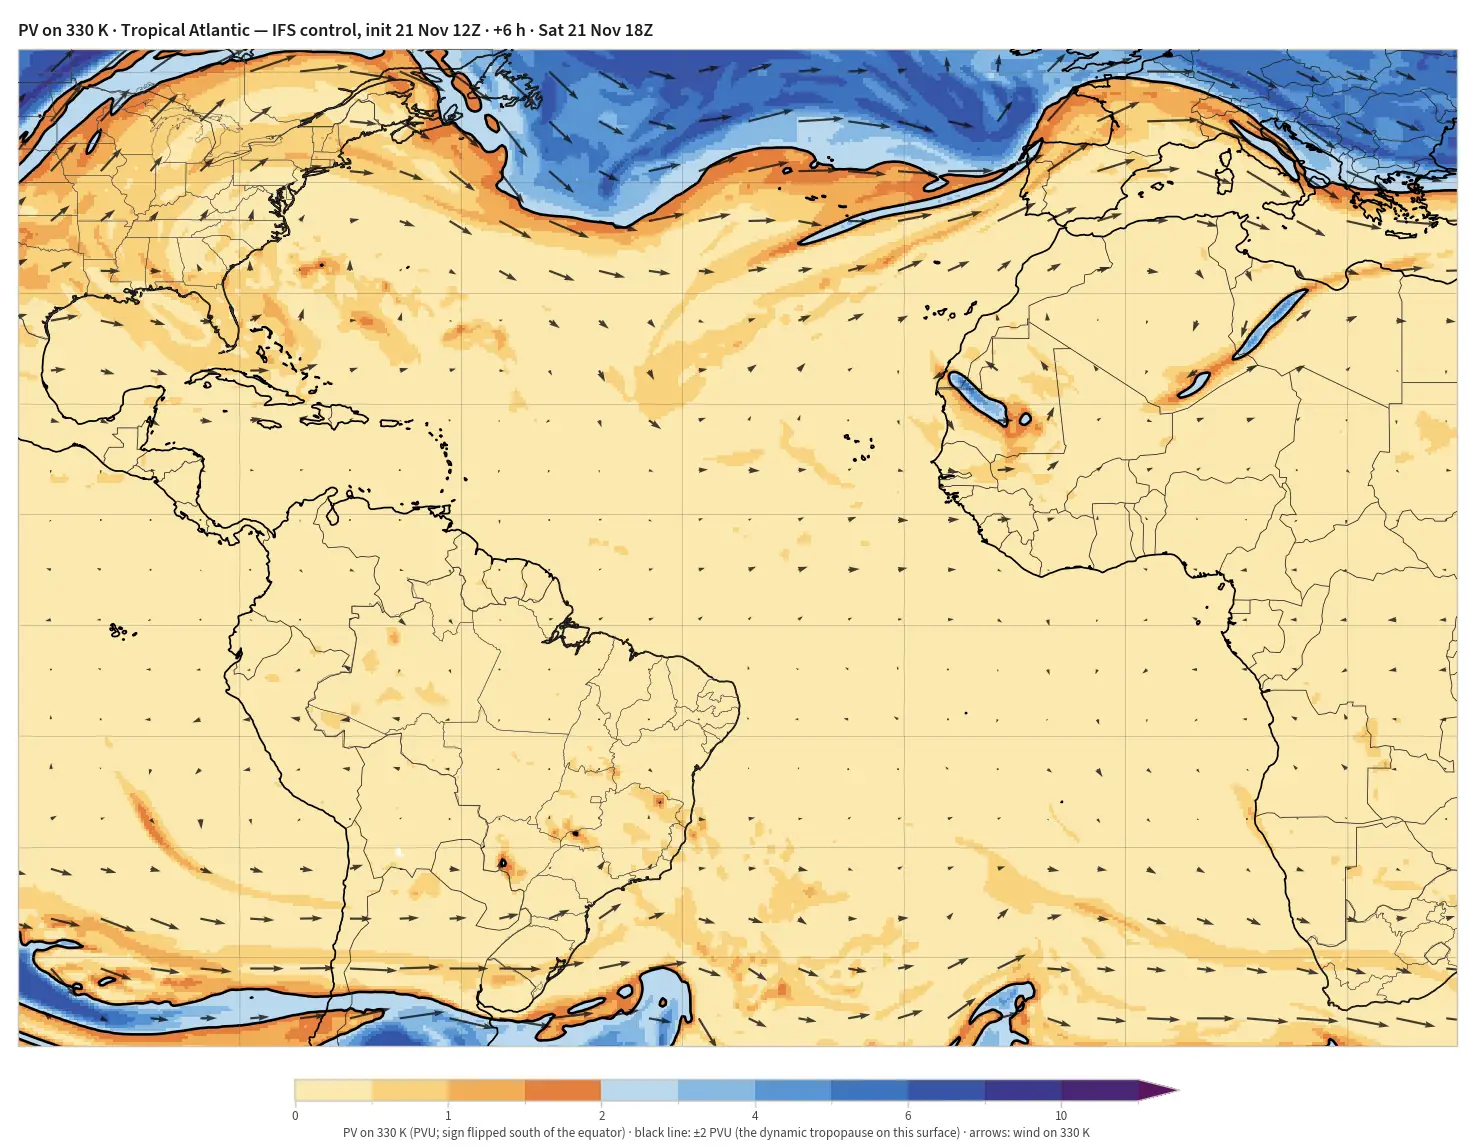 PV on 330 K · Tropical Atlantic — IFS control, init 21 Nov 12Z · +6 h · Sat 21 Nov 18Z
0 1 2 4 6 10
PV on 330 K (PVU; sign flipped south of the equator) · black line: ±2 PVU (the dynamic tropopause on this surface) · arrows: wind on 330 K